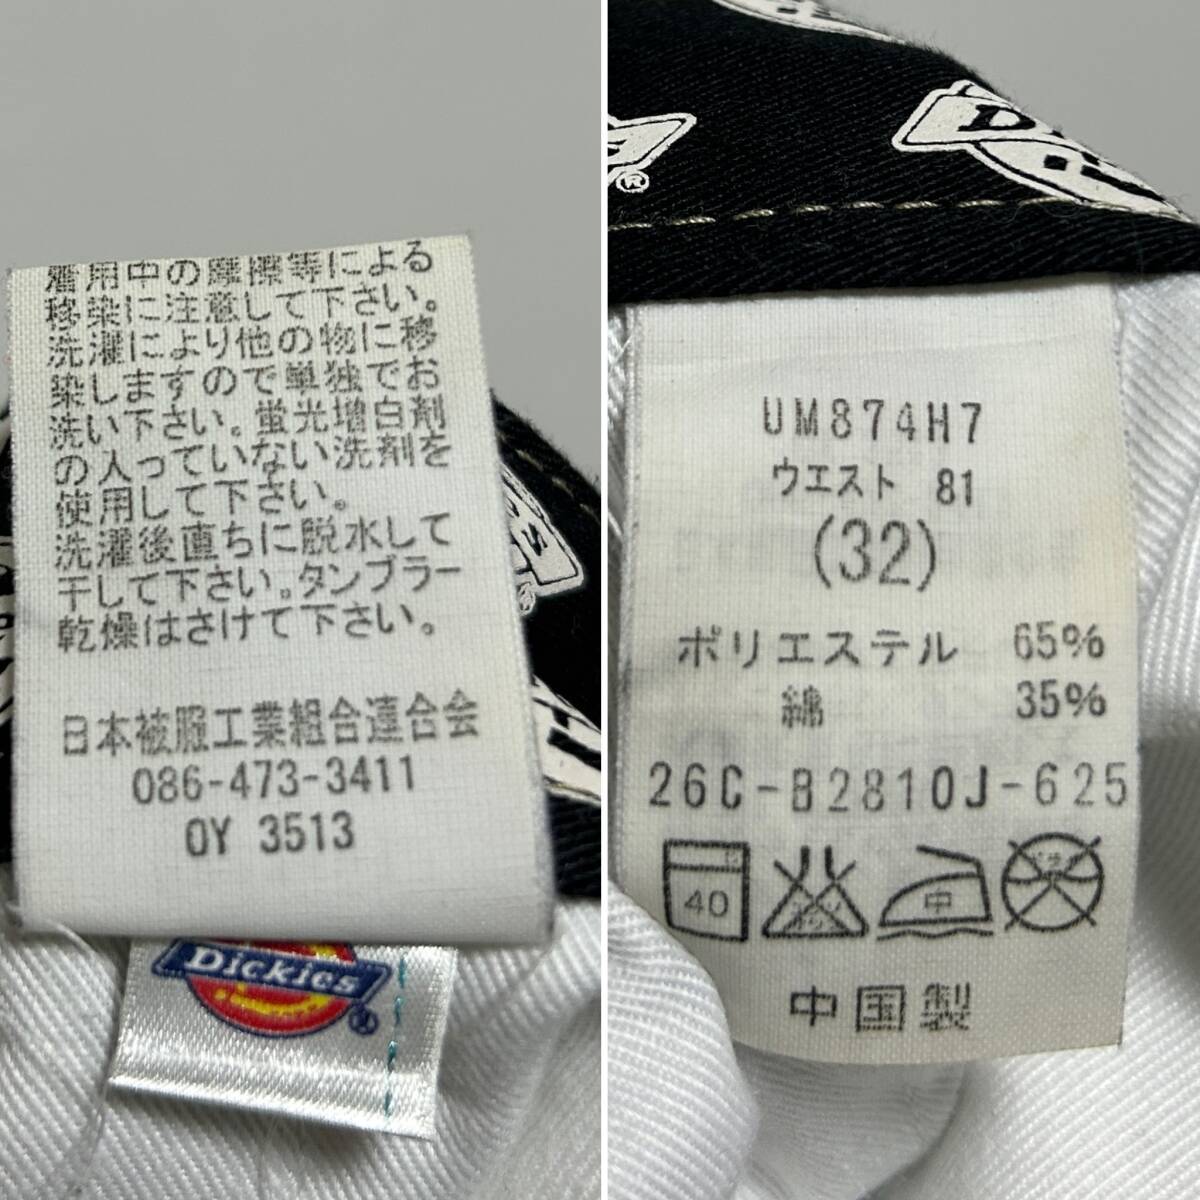 着用中の摩擦等による
移染に注意して下さい。
洗濯により他の物に移
染しますので単独でお
洗い下さい。蛍光増白剤
の入っていない洗剤を
使用して下さい。
洗濯後直ちに脱水して
干して下さい。タンブラー
乾燥はさけて下さい。
日本被服工業組合連合会
086-473-3411
OY 3513
Dickies
®
®
UM874H7
ウエスト 81
(32)
ポリエステル 65%
綿 35%
26C-B2810J-625
40
中
ドライ
中国製